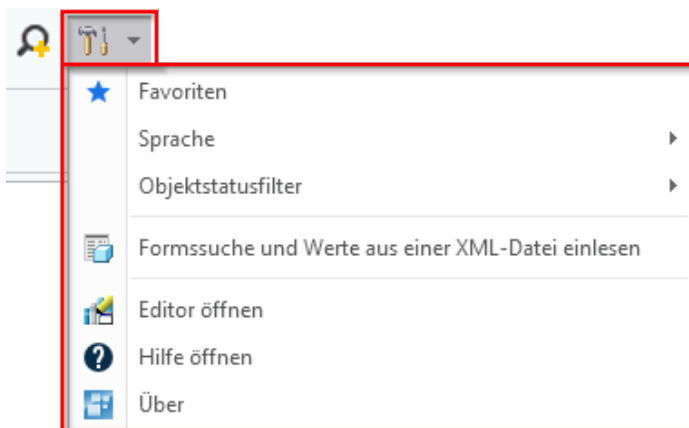 Favoriten
Sprache
Objektstatusfilter
Formssuche und Werte aus einer XML-Datei einlesen
Editor öffnen
Hilfe öffnen
Über